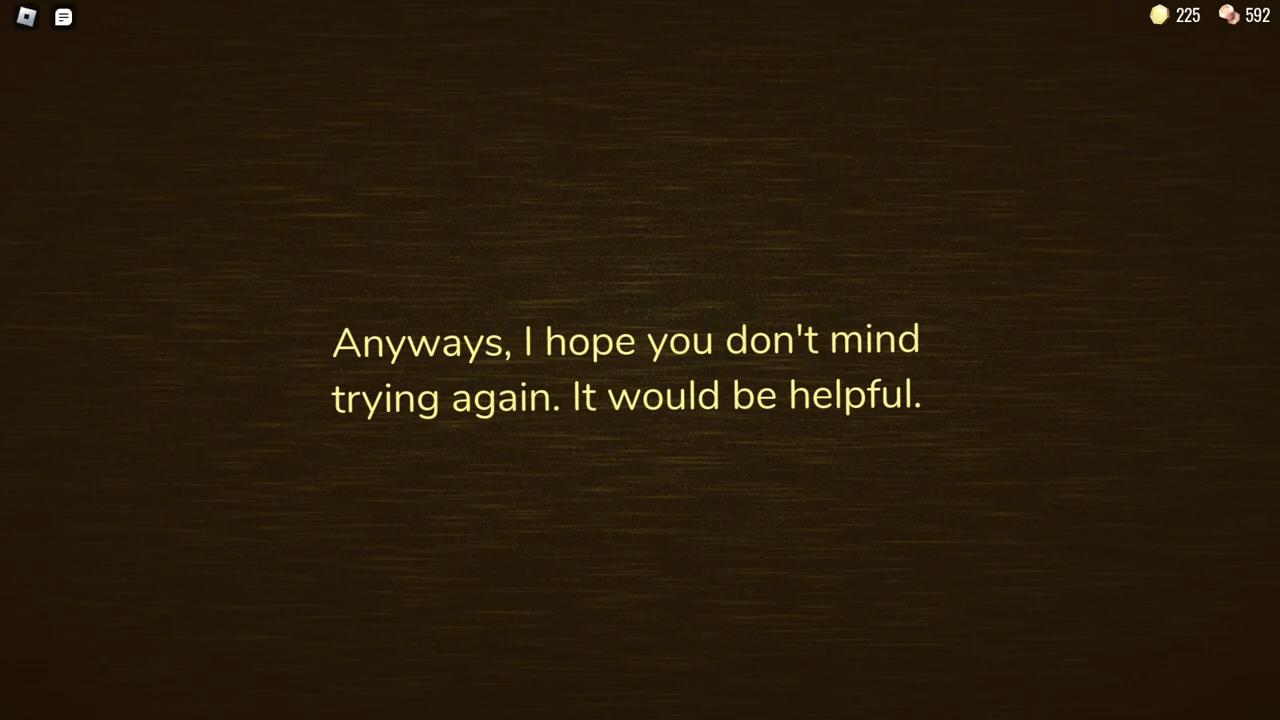 225 592
Anyways, I hope you don't mind
trying again. It would be helpful.